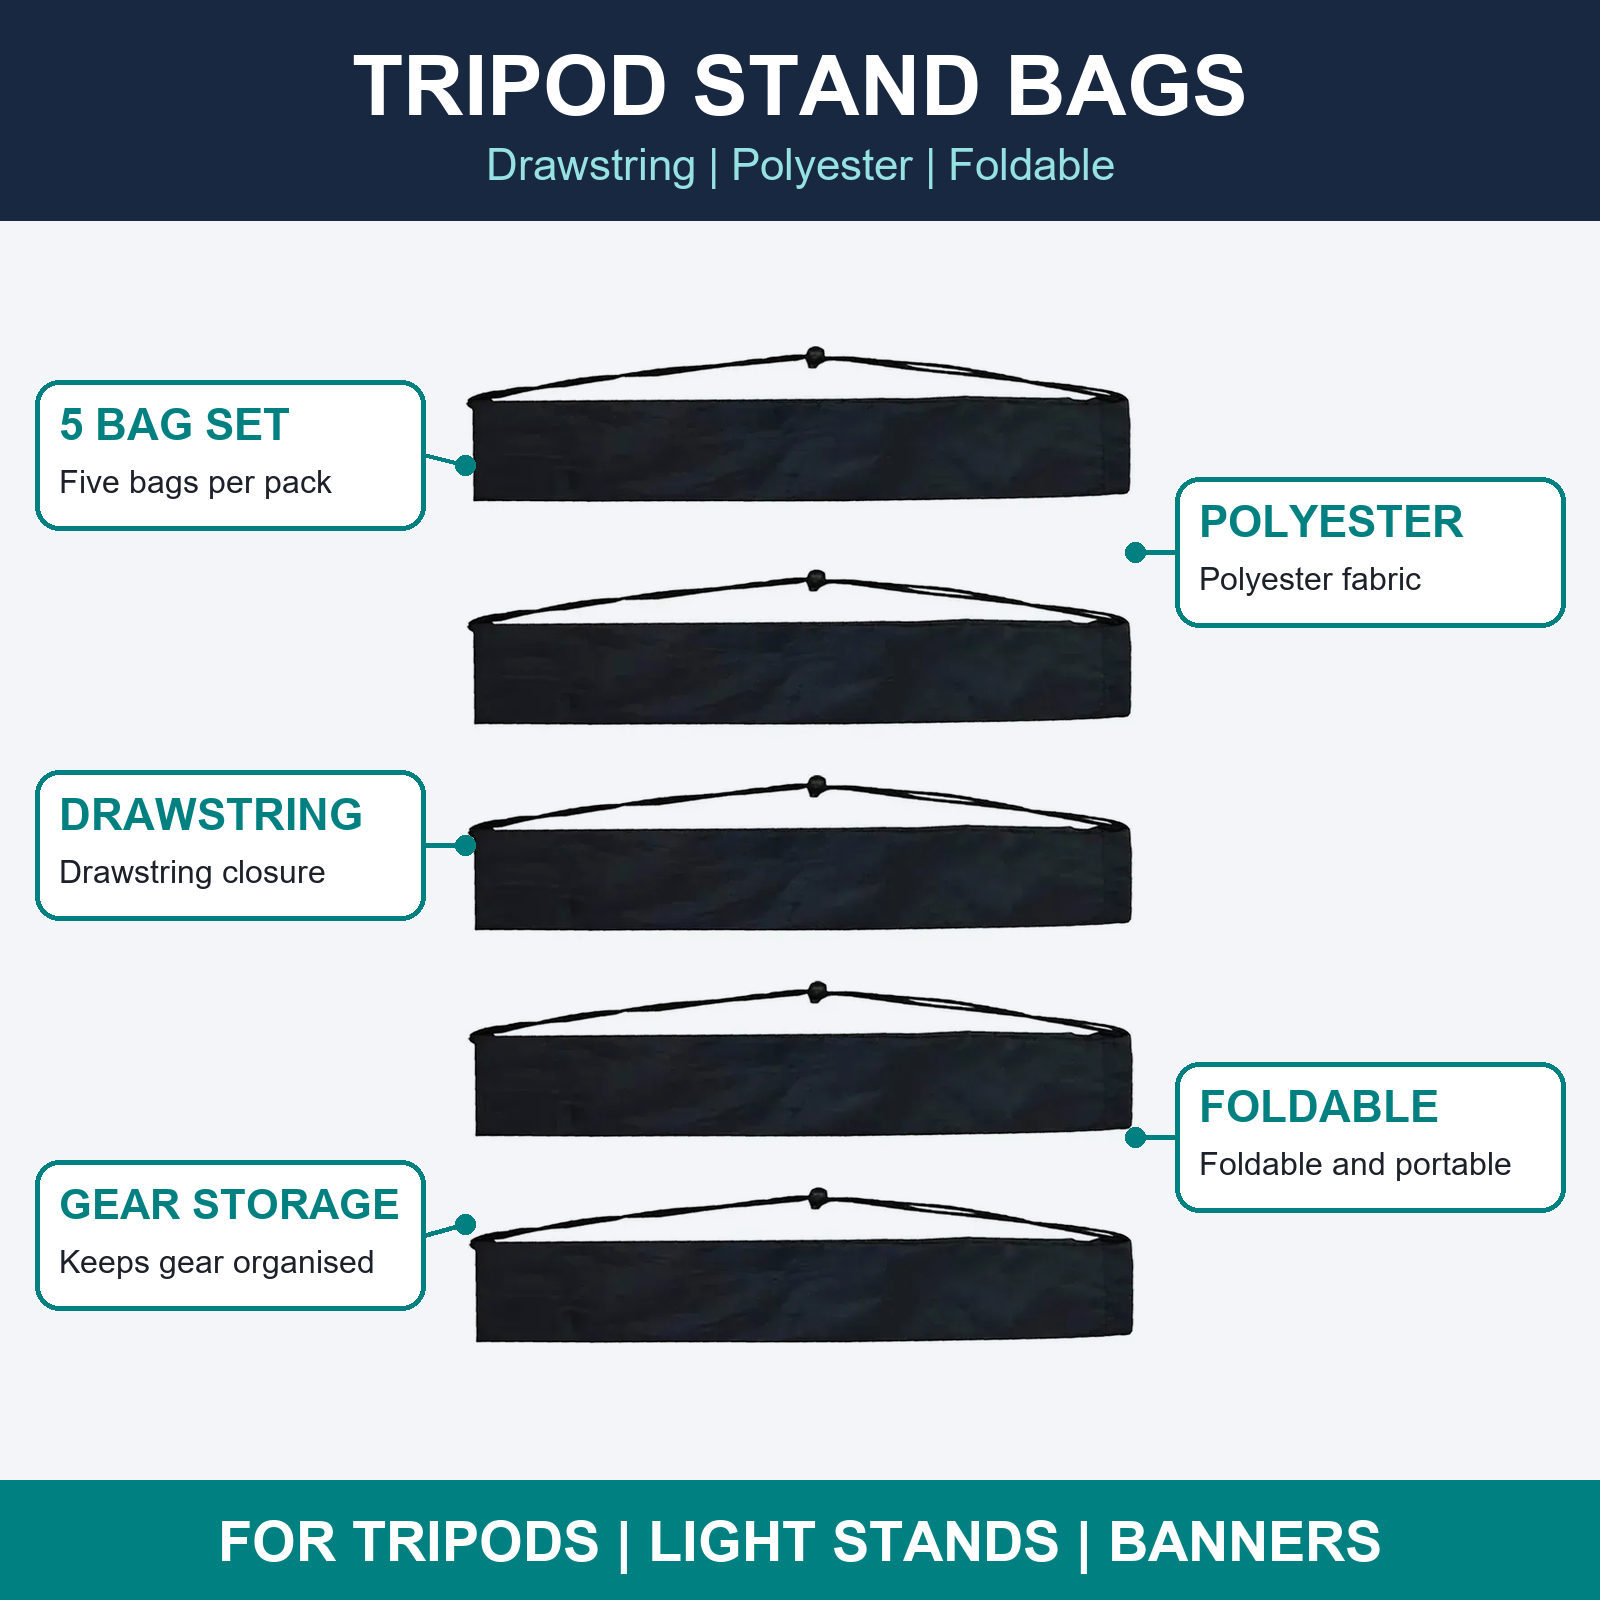 TRIPOD STAND BAGS
Drawstring | Polyester | Foldable
5 BAG SET
Five bags per pack
POLYESTER
Polyester fabric
DRAWSTRING
Drawstring closure
FOLDABLE
Foldable and portable
GEAR STORAGE
Keeps gear organised
FOR TRIPODS | LIGHT STANDS | BANNERS